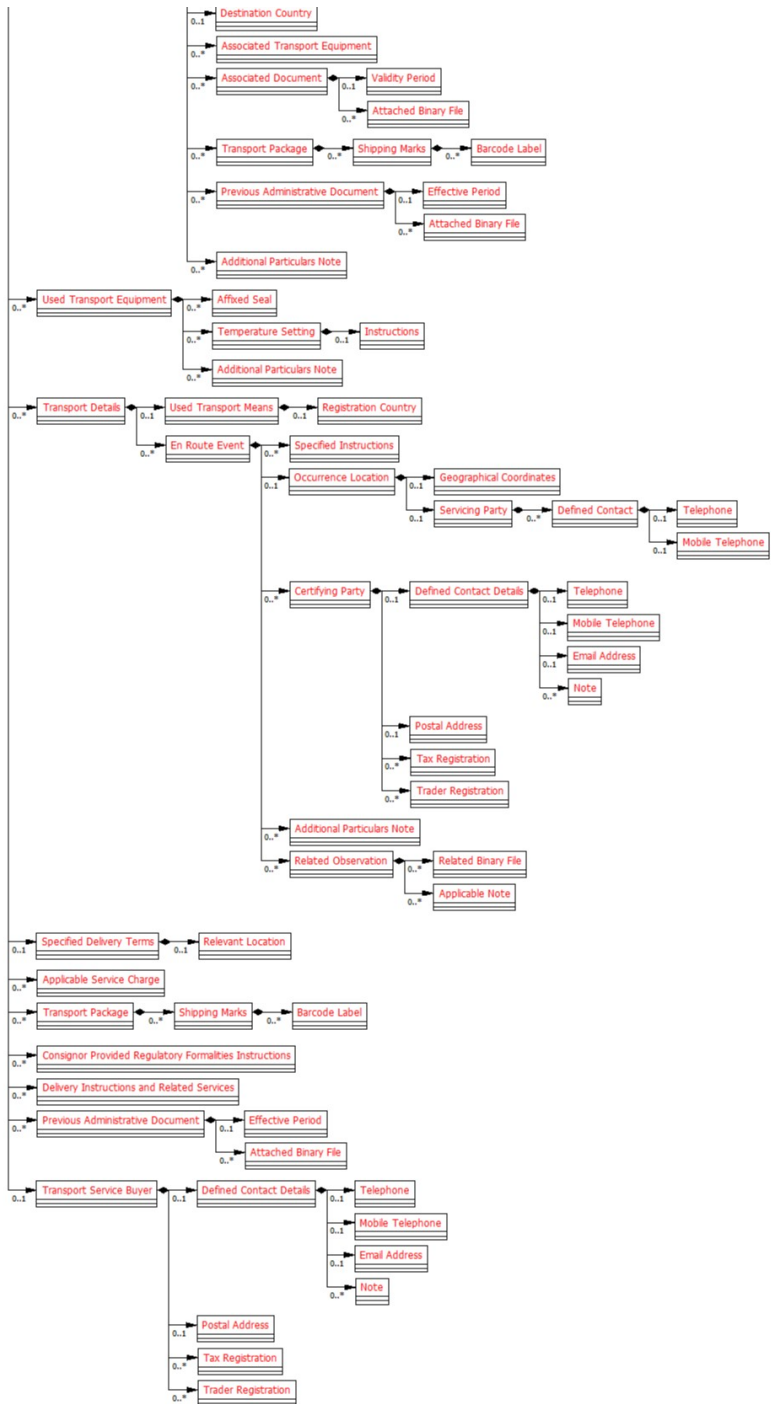 Destination Country
0..1
Associated Transport Equipment
0..*
Associated Document
Validity Period
0..*
0..1
Attached Binary File
0..*
Transport Package
Shipping Marks
Barcode Label
0..*
0..*
0..*
Previous Administrative Document
Effective Period
0..*
0..1
Attached Binary File
0..*
Additional Particulars Note
0..*
Used Transport Equipment
Affixed Seal
0..*
0..*
Temperature Setting
Instructions
0..*
0..1
Additional Particulars Note
0..*
Transport Details
Used Transport Means
Registration Country
0..*
0..1
0..1
En Route Event
Specified Instructions
0..*
0..*
Occurrence Location
Geographical Coordinates
0..1
0..1
Servicing Party
Defined Contact
Telephone
0..1
0..*
0..1
Mobile Telephone
0..1
Certifying Party
Defined Contact Details
Telephone
0..*
0..1
0..1
Mobile Telephone
0..1
Email Address
0..1
Note
0..*
Postal Address
0..1
Tax Registration
0..*
Trader Registration
0..*
Additional Particulars Note
0..*
Related Observation
Related Binary File
0..*
0..*
Applicable Note
0..*
Specified Delivery Terms
Relevant Location
0..1
0..1
Applicable Service Charge
0..*
Transport Package
Shipping Marks
Barcode Label
0..*
0..*
0..*
Consignor Provided Regulatory Formalities Instructions
0..*
Delivery Instructions and Related Services
0..*
Previous Administrative Document
Effective Period
0..*
0..1
Attached Binary File
0..*
Transport Service Buyer
Defined Contact Details
Telephone
0..1
0..1
0..1
Mobile Telephone
0..1
Email Address
0..1
Note
0..*
Postal Address
0..1
Tax Registration
0..*
Trader Registration
0..*